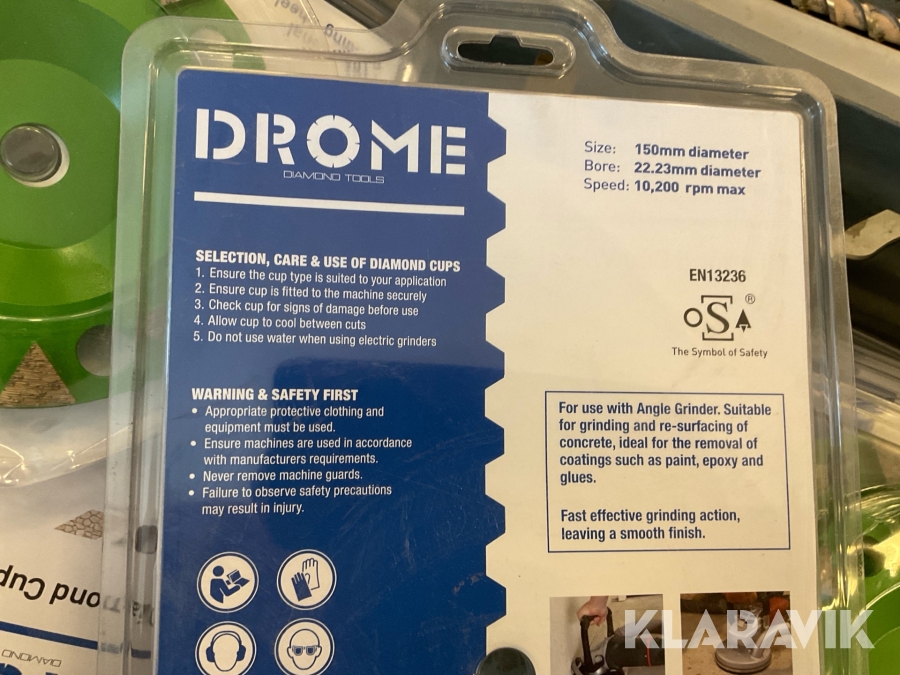 DROME
DIAMOND TOOLS
SELECTION, CARE & USE OF DIAMOND CUPS
1. Ensure the cup type is suited to your application
2. Ensure cup is fitted to the machine securely
3. Check cup for signs of damage before use
4. Allow cup to cool between cuts
5. Do not use water when using electric grinders
WARNING & SAFETY FIRST
• Appropriate protective clothing and
equipment must be used.
• Ensure machines are used in accordance
with manufacturers requirements.
• Never remove machine guards.
• Failure to observe safety precautions
may result in injury.
Size: 150mm diameter
Bore: 22.23mm diameter
Speed: 10,200 rpm max
EN13236
oSa ®
The Symbol of Safety
For use with Angle Grinder. Suitable
for grinding and re-surfacing of
concrete, ideal for the removal of
coatings such as paint, epoxy and
glues.
Fast effective grinding action,
leaving a smooth finish.
KLARAVIK
DIAMOND